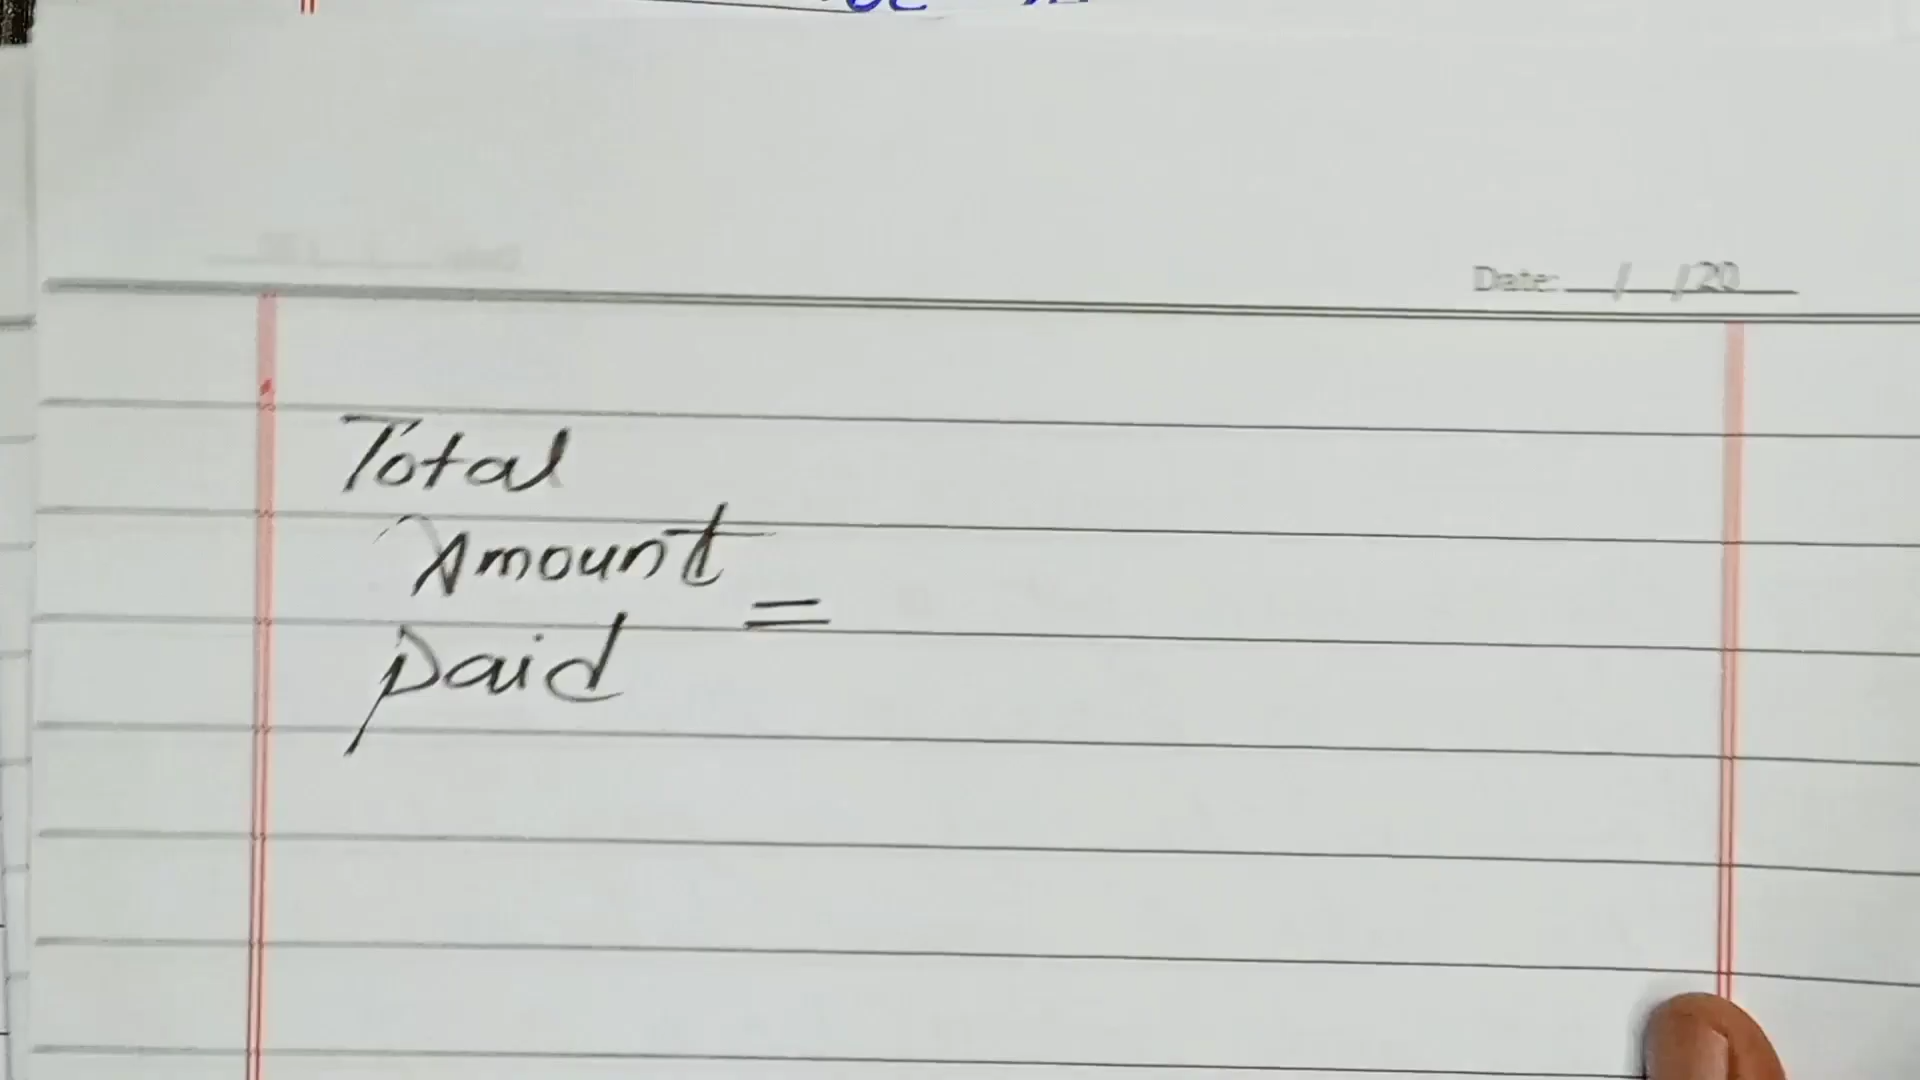 Date: / /20
Total
Amount
paid =